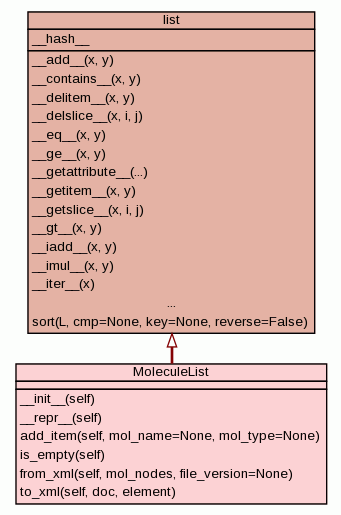 list
__hash__
__add__(x, y)
__contains__(x, y)
__delitem__(x, y)
__delslice__(x, i, j)
__eq__(x, y)
__ge__(x, y)
__getattribute__(...)
__getitem__(x, y)
__getslice__(x, i, j)
__gt__(x, y)
__iadd__(x, y)
__imul__(x, y)
__iter__(x)
...
sort(L, cmp=None, key=None, reverse=False)
MoleculeList
__init__(self)
__repr__(self)
add_item(self, mol_name=None, mol_type=None)
is_empty(self)
from_xml(self, mol_nodes, file_version=None)
to_xml(self, doc, element)